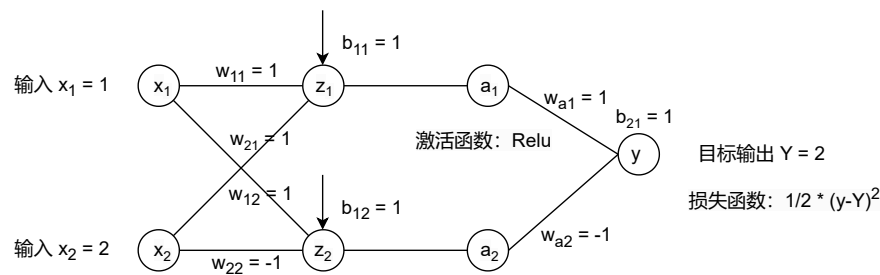 b₁₁ = 1
输入 x₁ = 1
x₁
w₁₁ = 1
z₁
a₁
wₐ₁ = 1
b₂₁ = 1
w₂₁ = 1
激活函数：Relu
y
目标输出 Y = 2
w₁₂ = 1
b₁₂ = 1
损失函数：1/2 * (y-Y)²
输入 x₂ = 2
x₂
w₂₂ = -1
z₂
a₂
wₐ₂ = -1